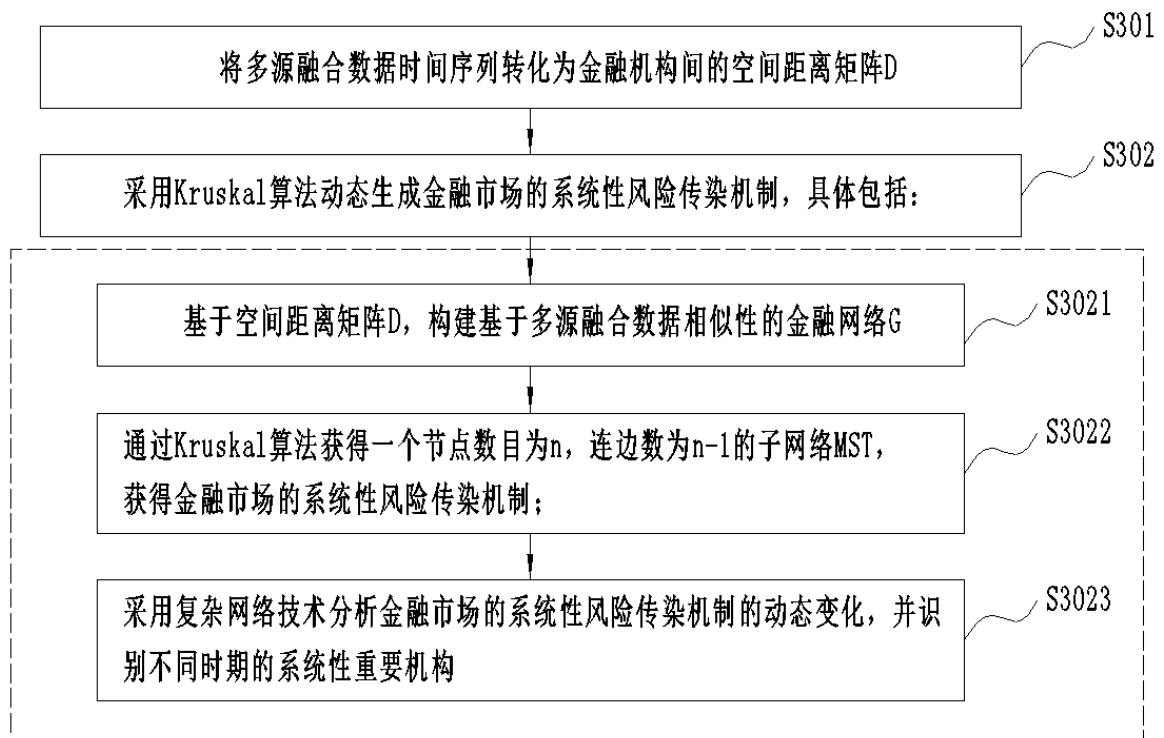 S301
将多源融合数据时间序列转化为金融机构间的空间距离矩阵D
S302
采用Kruskal算法动态生成金融市场的系统性风险传染机制，具体包括：
S3021
基于空间距离矩阵D，构建基于多源融合数据相似性的金融网络G
S3022
通过Kruskal算法获得一个节点数目为n，连边数为n-1的子网络MST，
获得金融市场的系统性风险传染机制；
S3023
采用复杂网络技术分析金融市场的系统性风险传染机制的动态变化，并识
别不同时期的系统性重要机构